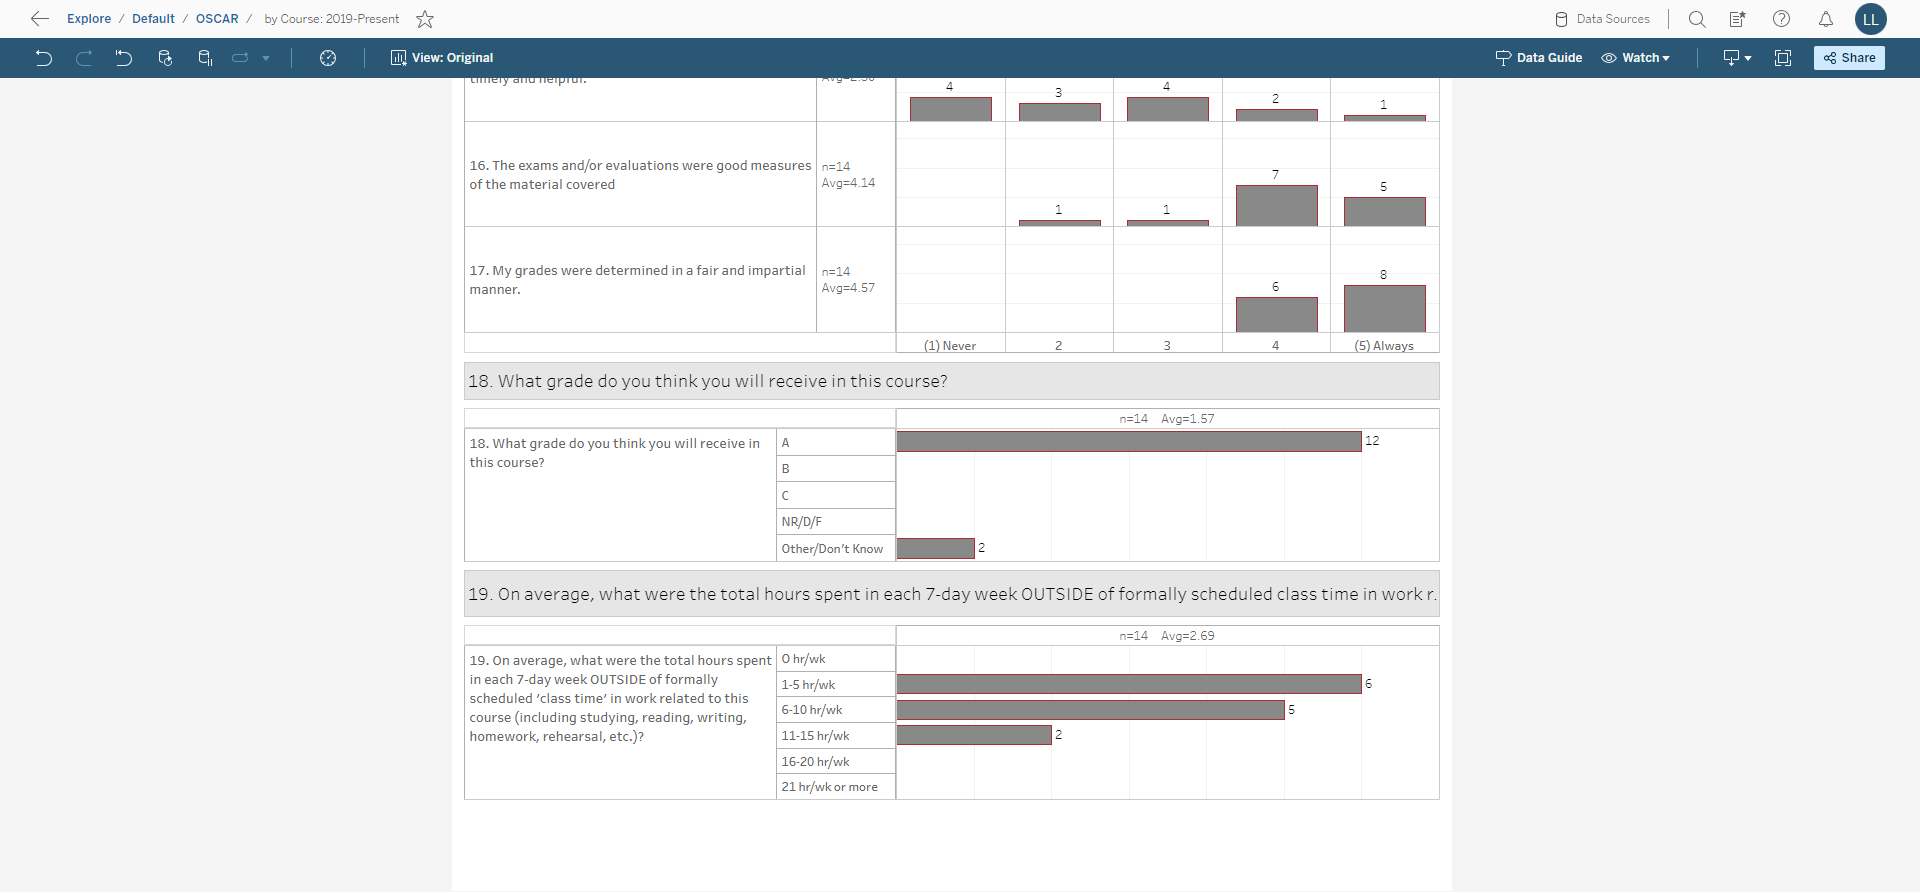 Explore / Default / OSCAR / by Course: 2019-Present
Data Sources
LL
View: Original
Data Guide
Watch
Share
timely and helpful.
4
3
4
2
1
16. The exams and/or evaluations were good measures
of the material covered
n=14
Avg=4.14
1
1
7
5
17. My grades were determined in a fair and impartial
manner.
n=14
Avg=4.57
6
8
(1) Never
2
3
4
(5) Always
18. What grade do you think you will receive in this course?
n=14 Avg=1.57
18. What grade do you think you will receive in
this course?
A
12
B
C
NR/D/F
Other/Don't Know
2
19. On average, what were the total hours spent in each 7-day week OUTSIDE of formally scheduled class time in work r.
n=14 Avg=2.69
19. On average, what were the total hours spent
in each 7-day week OUTSIDE of formally
scheduled 'class time' in work related to this
course (including studying, reading, writing,
homework, rehearsal, etc.)?
0 hr/wk
1-5 hr/wk
6
6-10 hr/wk
5
11-15 hr/wk
2
16-20 hr/wk
21 hr/wk or more